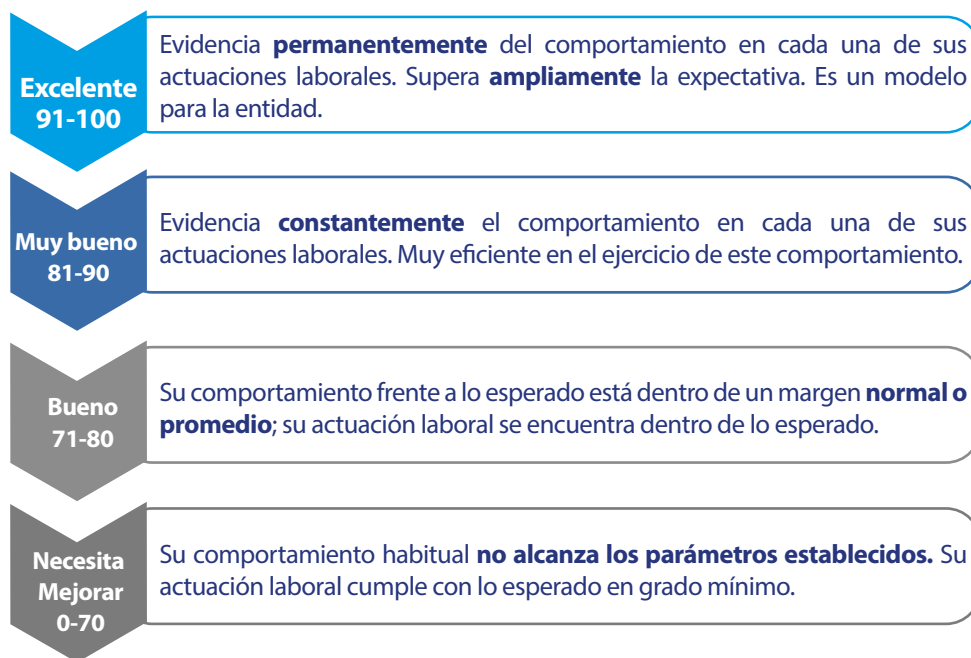 Excelente
91-100
Evidencia permanentemente del comportamiento en cada una de sus
actuaciones laborales. Supera ampliamente la expectativa. Es un modelo
para la entidad.
Muy bueno
81-90
Evidencia constantemente el comportamiento en cada una de sus
actuaciones laborales. Muy eficiente en el ejercicio de este comportamiento.
Bueno
71-80
Su comportamiento frente a lo esperado está dentro de un margen normal o
promedio; su actuación laboral se encuentra dentro de lo esperado.
Necesita
Mejorar
0-70
Su comportamiento habitual no alcanza los parámetros establecidos. Su
actuación laboral cumple con lo esperado en grado mínimo.